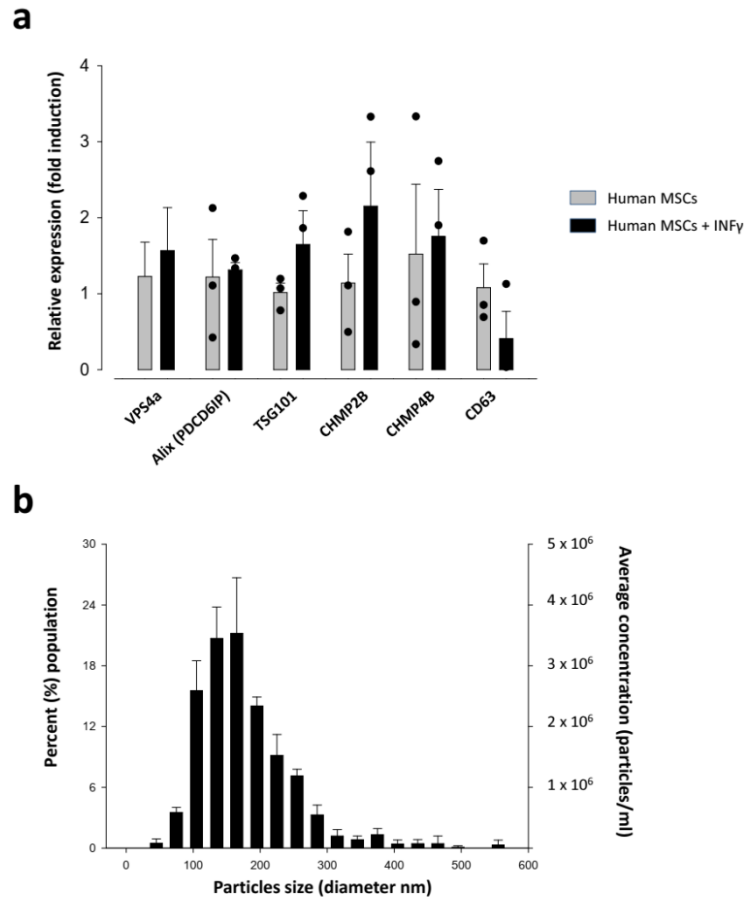 a
Relative expression (fold induction)
4
3
2
1
0
VPS4a
Alix (PDCD6IP)
TSG101
CHMP2B
CHMP4B
CD63
Human MSCs
Human MSCs + INFγ
b
Percent (%) population
30
24
18
12
6
0
0 100 200 300 400 500 600
Particles size (diameter nm)
5 x 10⁶
4 x 10⁶
3 x 10⁶
2 x 10⁶
1 x 10⁶
Average concentration (particles/ml)